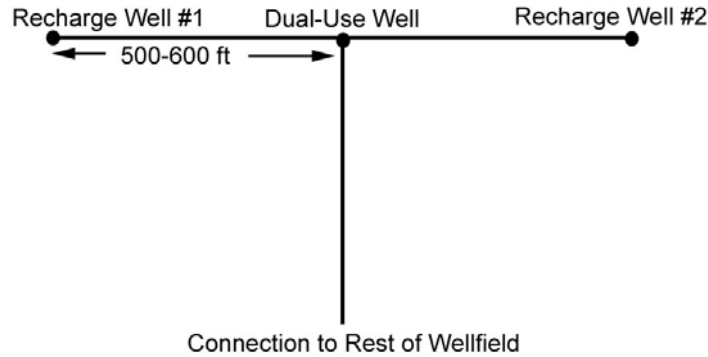 Recharge Well #1
Dual-Use Well
Recharge Well #2
500-600 ft
Connection to Rest of Wellfield